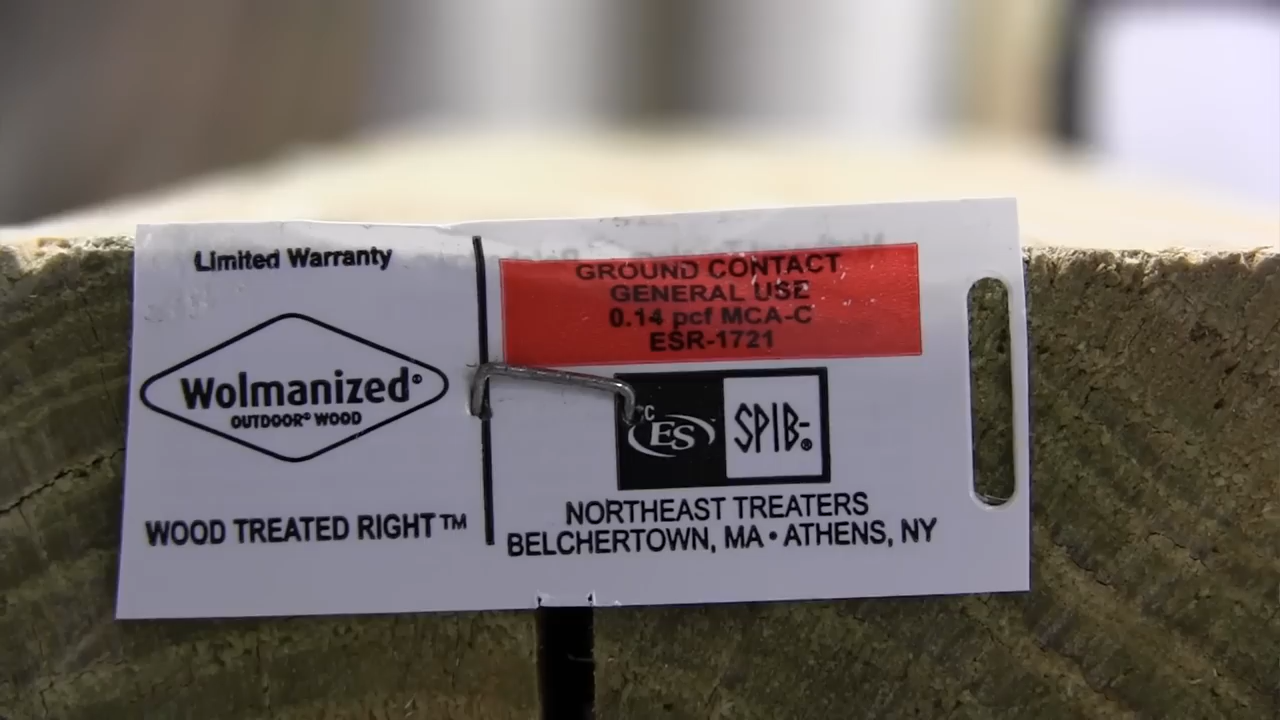 Limited Warranty
Wolmanized®
OUTDOOR® WOOD
WOOD TREATED RIGHT™
GROUND CONTACT
GENERAL USE
0.14 pcf MCA-C
ESR-1721
ES
SPIB®
NORTHEAST TREATERS
BELCHERTOWN, MA • ATHENS, NY